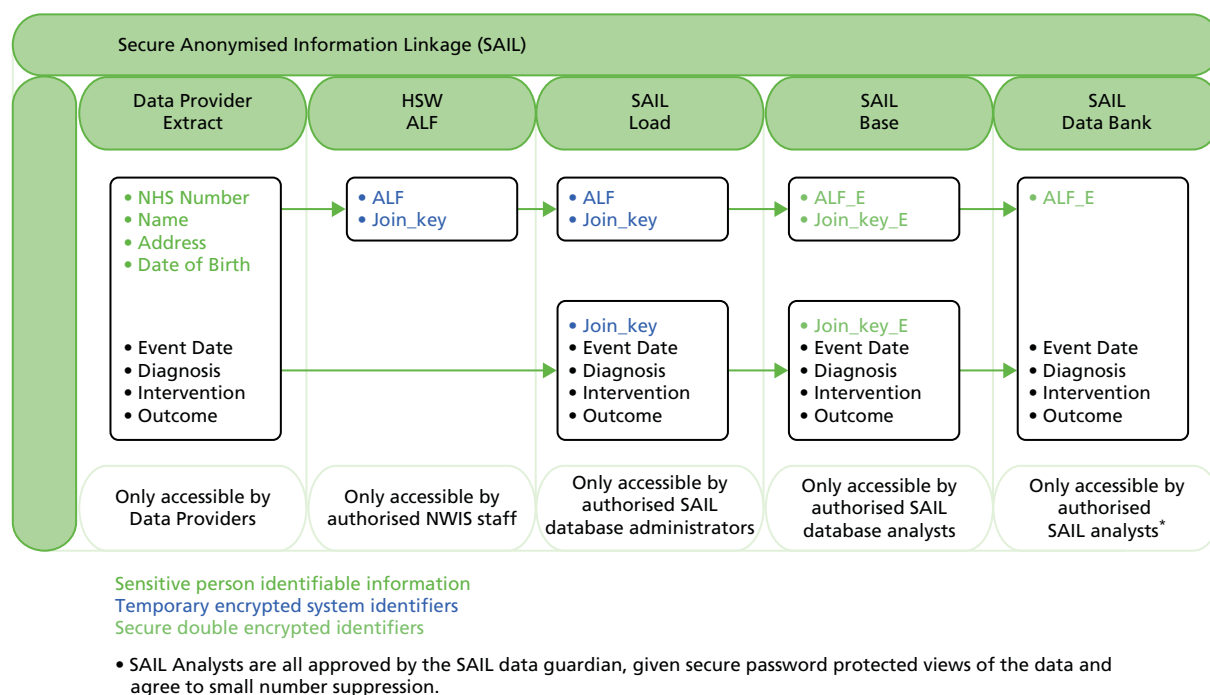 Secure Anonymised Information Linkage (SAIL)
Data Provider
Extract
HSW
ALF
SAIL
Load
SAIL
Base
SAIL
Data Bank
• NHS Number
• Name
• Address
• Date of Birth
• Event Date
• Diagnosis
• Intervention
• Outcome
• ALF
• Join_key
• ALF
• Join_key
• Join_key
• Event Date
• Diagnosis
• Intervention
• Outcome
• ALF_E
• Join_key_E
• Join_key_E
• Event Date
• Diagnosis
• Intervention
• Outcome
• ALF_E
• Event Date
• Diagnosis
• Intervention
• Outcome
Only accessible by
Data Providers
Only accessible by
authorised NWIS staff
Only accessible by
authorised SAIL
database administrators
Only accessible by
authorised SAIL
database analysts
Only accessible by
authorised
SAIL analysts*
Sensitive person identifiable information
Temporary encrypted system identifiers
Secure double encrypted identifiers
• SAIL Analysts are all approved by the SAIL data guardian, given secure password protected views of the data and
agree to small number suppression.